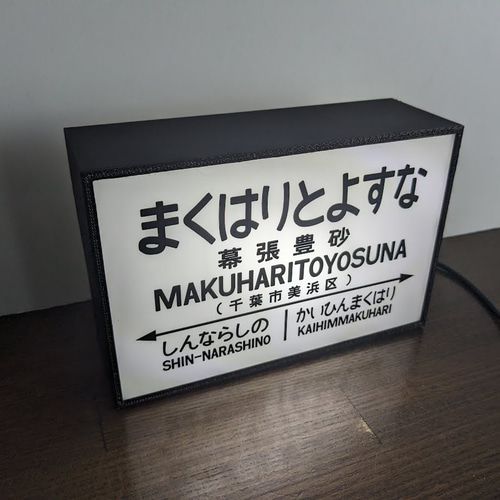 まくはりとよすな
幕張豊砂
MAKUHARITOYOSUNA
(千葉市美浜区)
しんならしの かいひんまくはり
SHIN-NARASHINO KAIHIMMAKUHARI